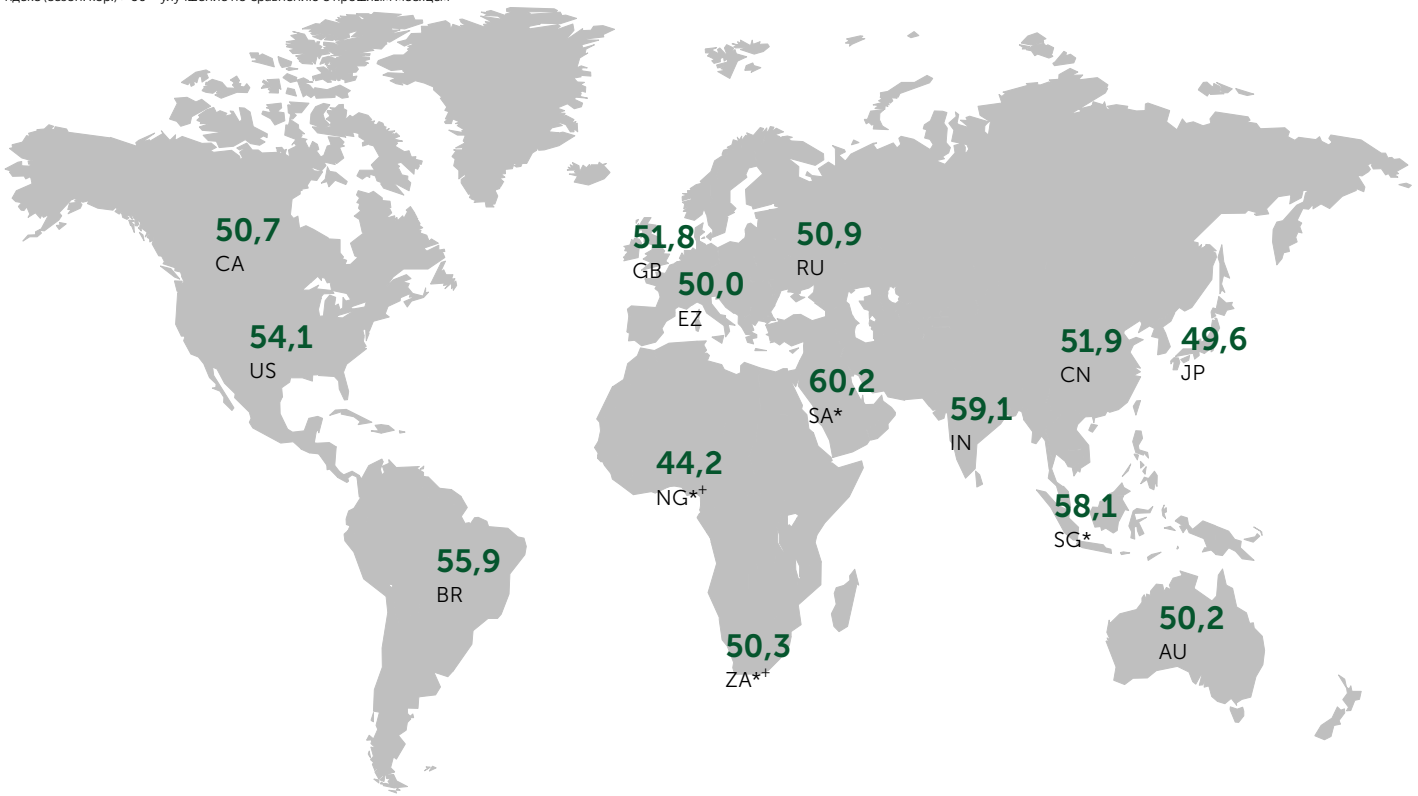 50,7
CA
51,8
GB
50,9
RU
50,0
EZ
54,1
US
51,9
CN
49,6
JP
60,2
SA*
59,1
IN
44,2
NG*+
58,1
SG*
55,9
BR
50,2
AU
50,3
ZA*+